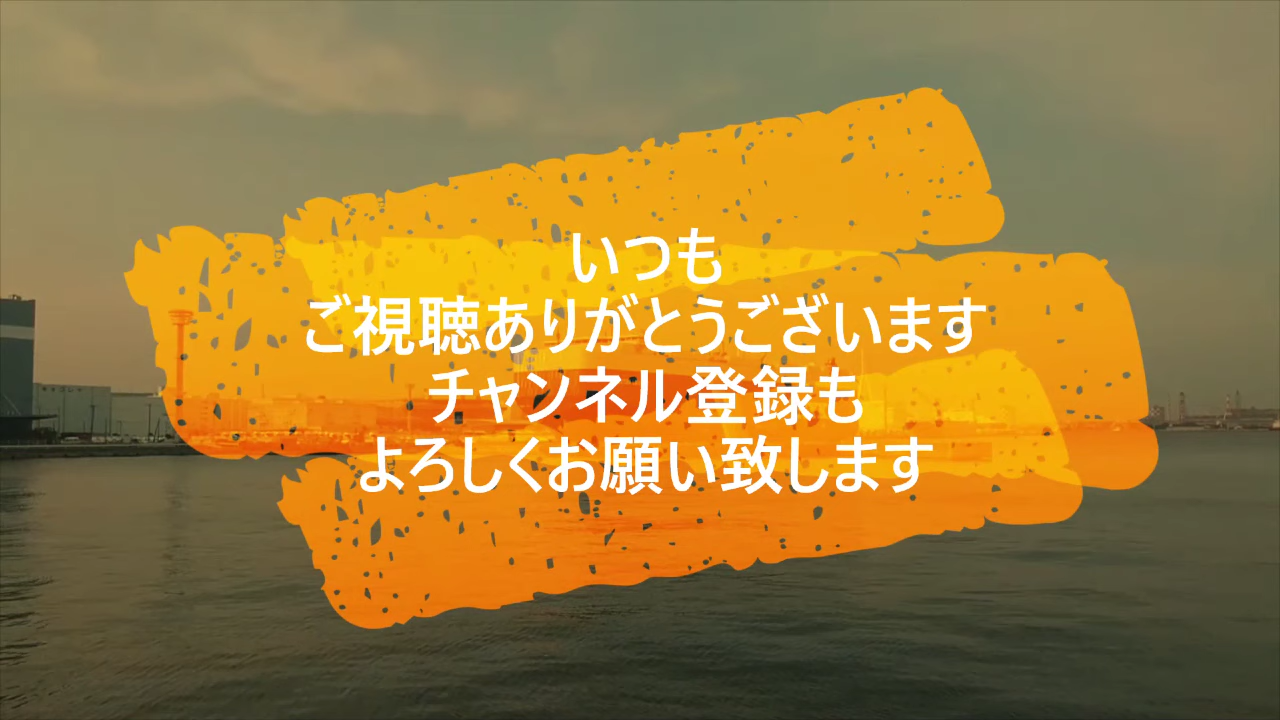 いつも
ご視聴ありがとうございます
チャンネル登録も
よろしくお願い致します